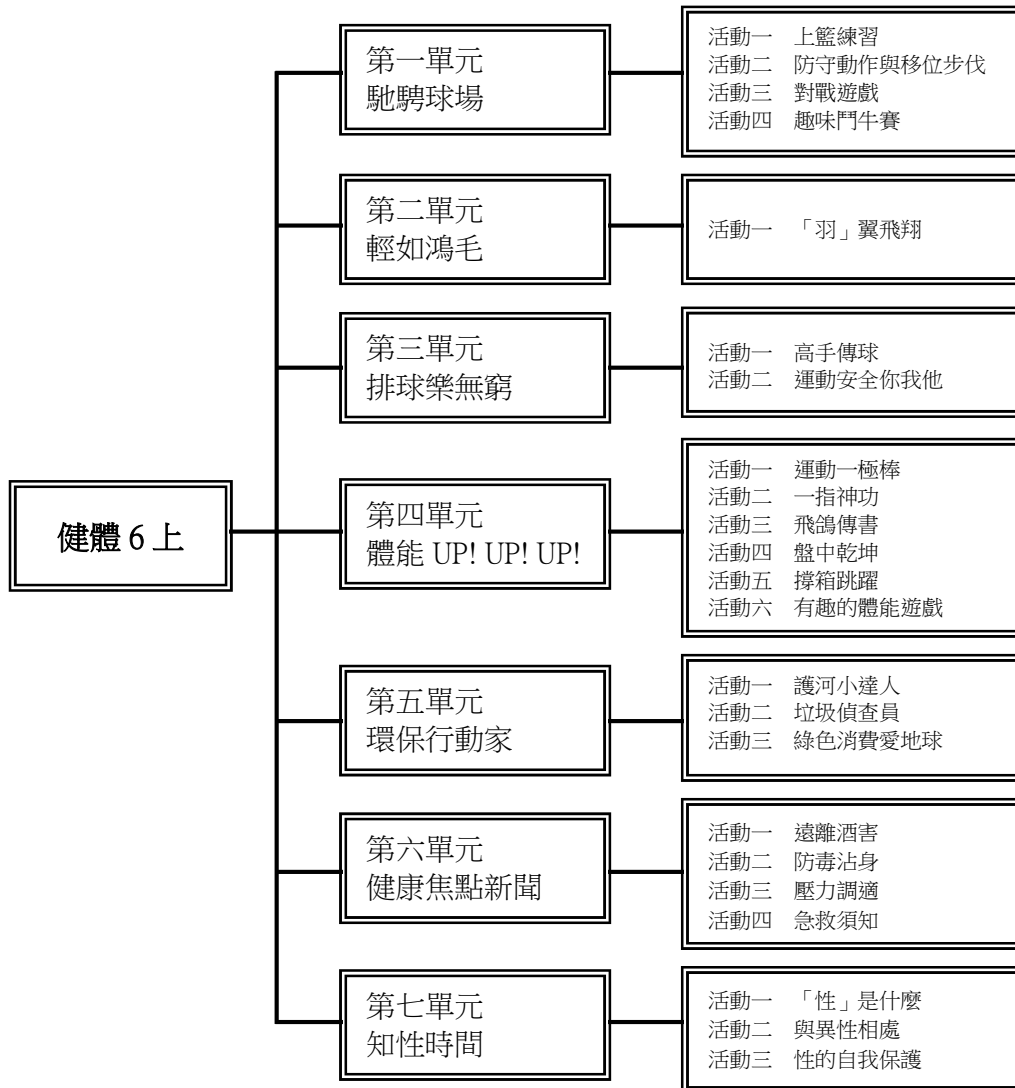 健體 6 上
第一單元
馳騁球場
活動一　上籃練習
活動二　防守動作與移位步伐
活動三　對戰遊戲
活動四　趣味鬥牛賽
第二單元
輕如鴻毛
活動一　「羽」翼飛翔
第三單元
排球樂無窮
活動一　高手傳球
活動二　運動安全你我他
第四單元
體能 UP! UP! UP!
活動一　運動一極棒
活動二　一指神功
活動三　飛鴿傳書
活動四　盤中乾坤
活動五　撐箱跳躍
活動六　有趣的體能遊戲
第五單元
環保行動家
活動一　護河小達人
活動二　垃圾偵查員
活動三　綠色消費愛地球
第六單元
健康焦點新聞
活動一　遠離酒害
活動二　防毒沾身
活動三　壓力調適
活動四　急救須知
第七單元
知性時間
活動一　「性」是什麼
活動二　與異性相處
活動三　性的自我保護